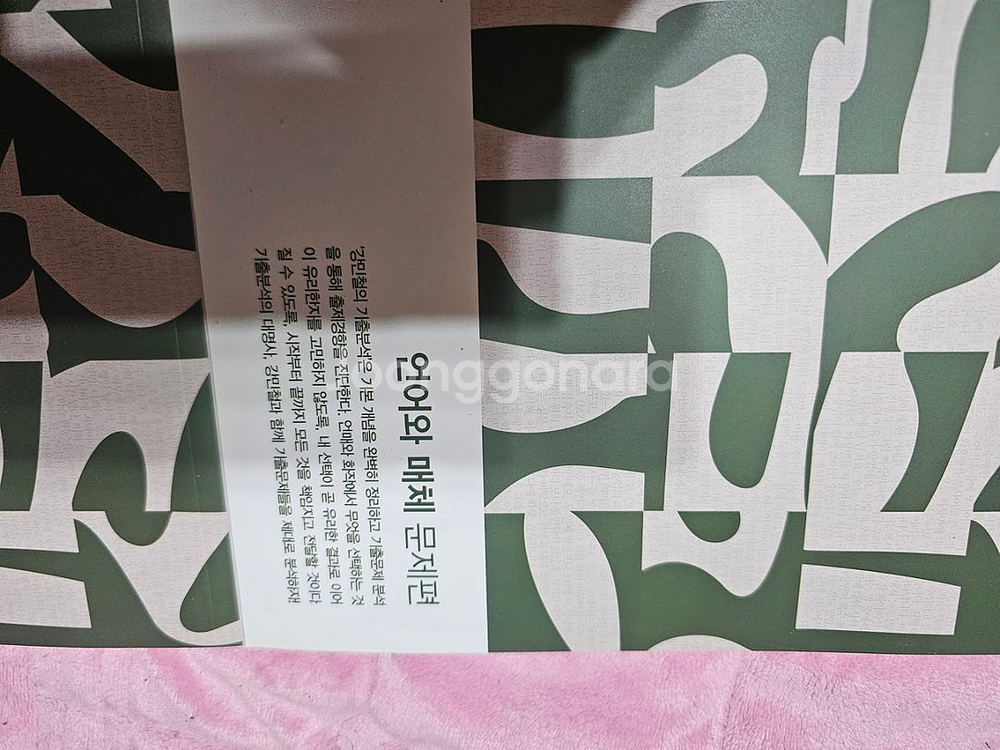 언어와 매체 문제편
'강민철의 기출분석'은 기본 개념을 완벽히 정리하고 기출문제 분석
을 통해 출제경향을 진단한다. 언매와 화작에서 무엇을 선택하는 것
이 유리한지를 고민하지 않도록, 내 선택이 곧 유리한 결과로 이어
질 수 있도록, 시작부터 끝까지 모든 것을 책임지고 전달할 것이다.
기출분석의 대명사, 강민철과 함께 기출문제들을 제대로 분석하자!
joonggonara